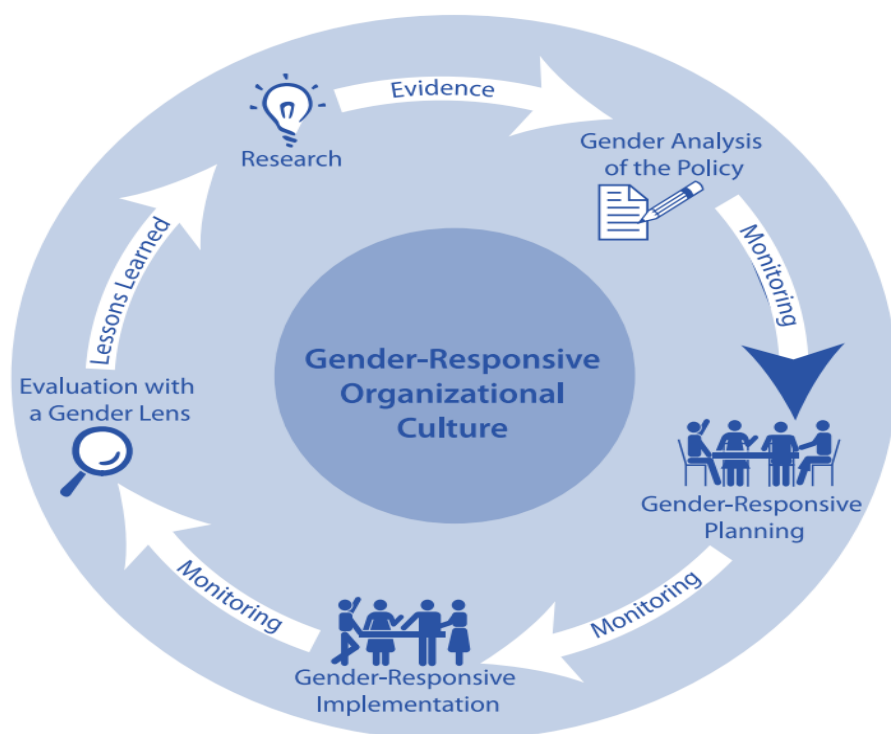 Evidence
Research
Gender Analysis
of the Policy
Monitoring
Lessons Learned
Gender-Responsive
Organizational
Culture
Evaluation with
a Gender Lens
Gender-Responsive
Planning
Monitoring
Monitoring
Gender-Responsive
Implementation